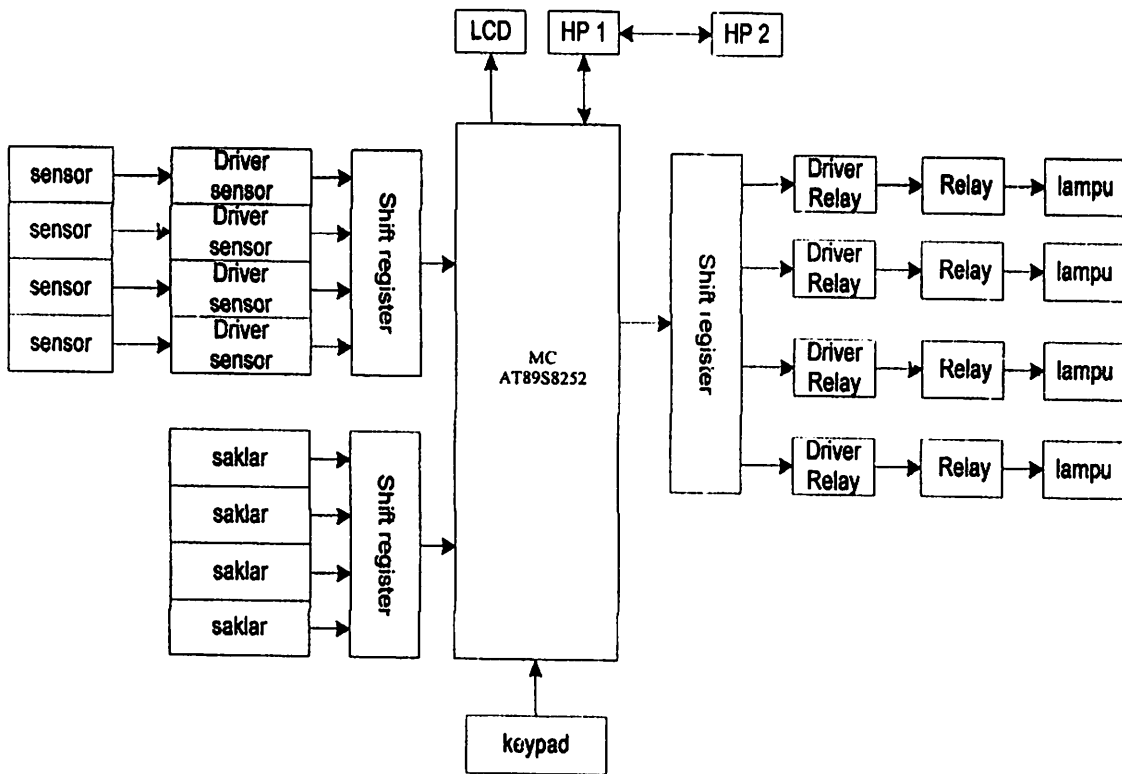 LCD
HP 1
HP 2
sensor
Driver
sensor
sensor
Driver
sensor
sensor
Driver
sensor
sensor
Driver
sensor
Shift register
saklar
saklar
saklar
saklar
Shift register
MC
AT89S8252
keypad
Shift register
Driver
Relay
Relay
lampu
Driver
Relay
Relay
lampu
Driver
Relay
Relay
lampu
Driver
Relay
Relay
lampu